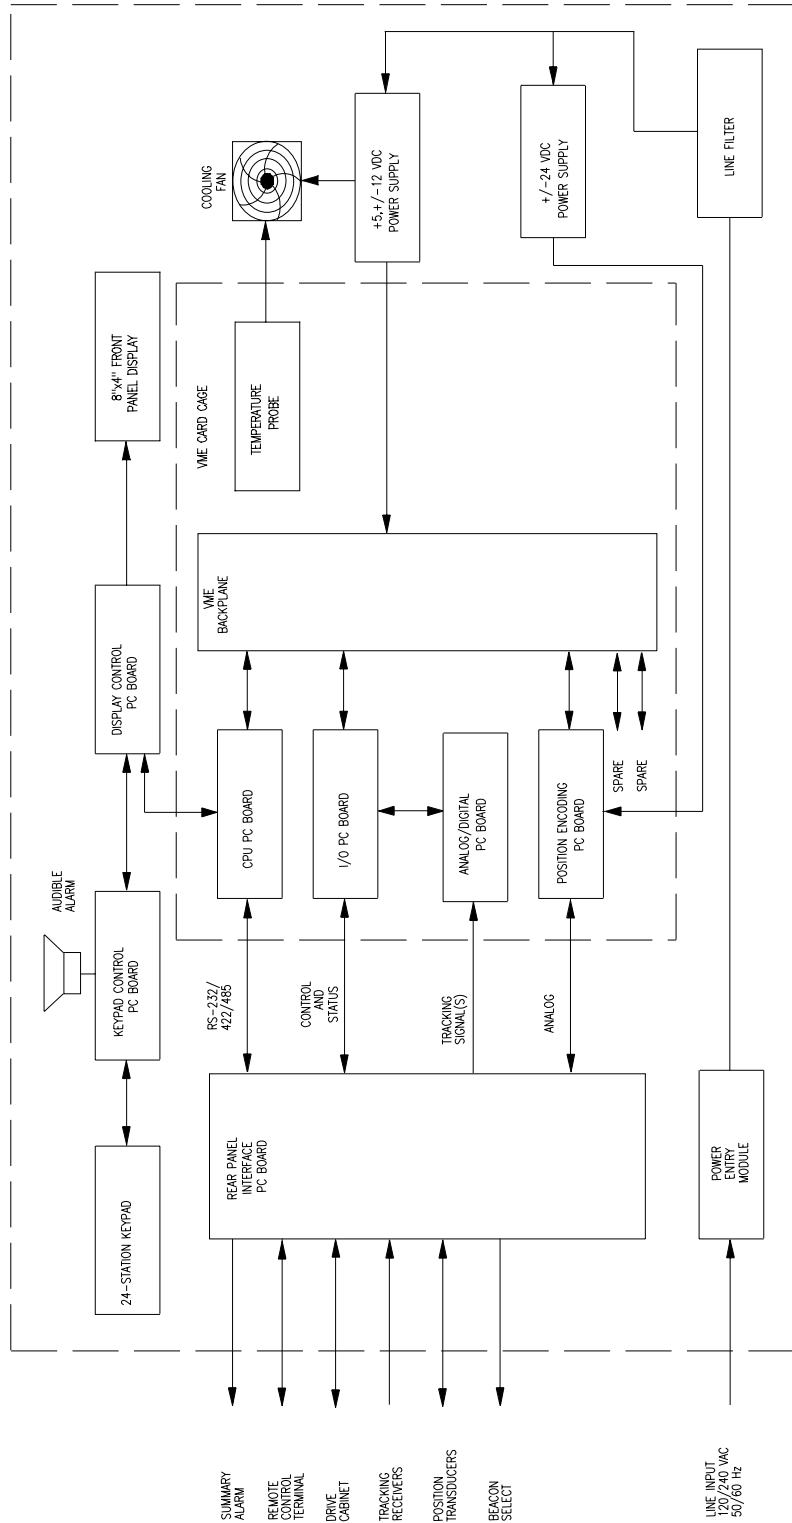 24-STATION KEYPAD
KEYPAD CONTROL
PC BOARD
AUDIBLE
ALARM
DISPLAY CONTROL
PC BOARD
8"x4" FRONT
PANEL DISPLAY
COOLING
FAN
VME CARD CAGE
TEMPERATURE
PROBE
+5,+/-12 VDC
POWER SUPPLY
+/-24 VDC
POWER SUPPLY
LINE FILTER
SUMMARY
ALARM
REMOTE
CONTROL
TERMINAL
DRIVE
CABINET
TRACKING
RECEIVERS
POSITION
TRANSDUCERS
BEACON
SELECT
REAR PANEL
INTERFACE
PC BOARD
RS-232/
422/485
CONTROL
AND
STATUS
TRACKING
SIGNAL(S)
ANALOG
CPU PC BOARD
I/O PC BOARD
ANALOG/DIGITAL
PC BOARD
POSITION ENCODING
PC BOARD
SPARE
SPARE
VME
BACKPLANE
LINE INPUT
120/240 VAC
50/60 Hz
POWER
ENTRY
MODULE